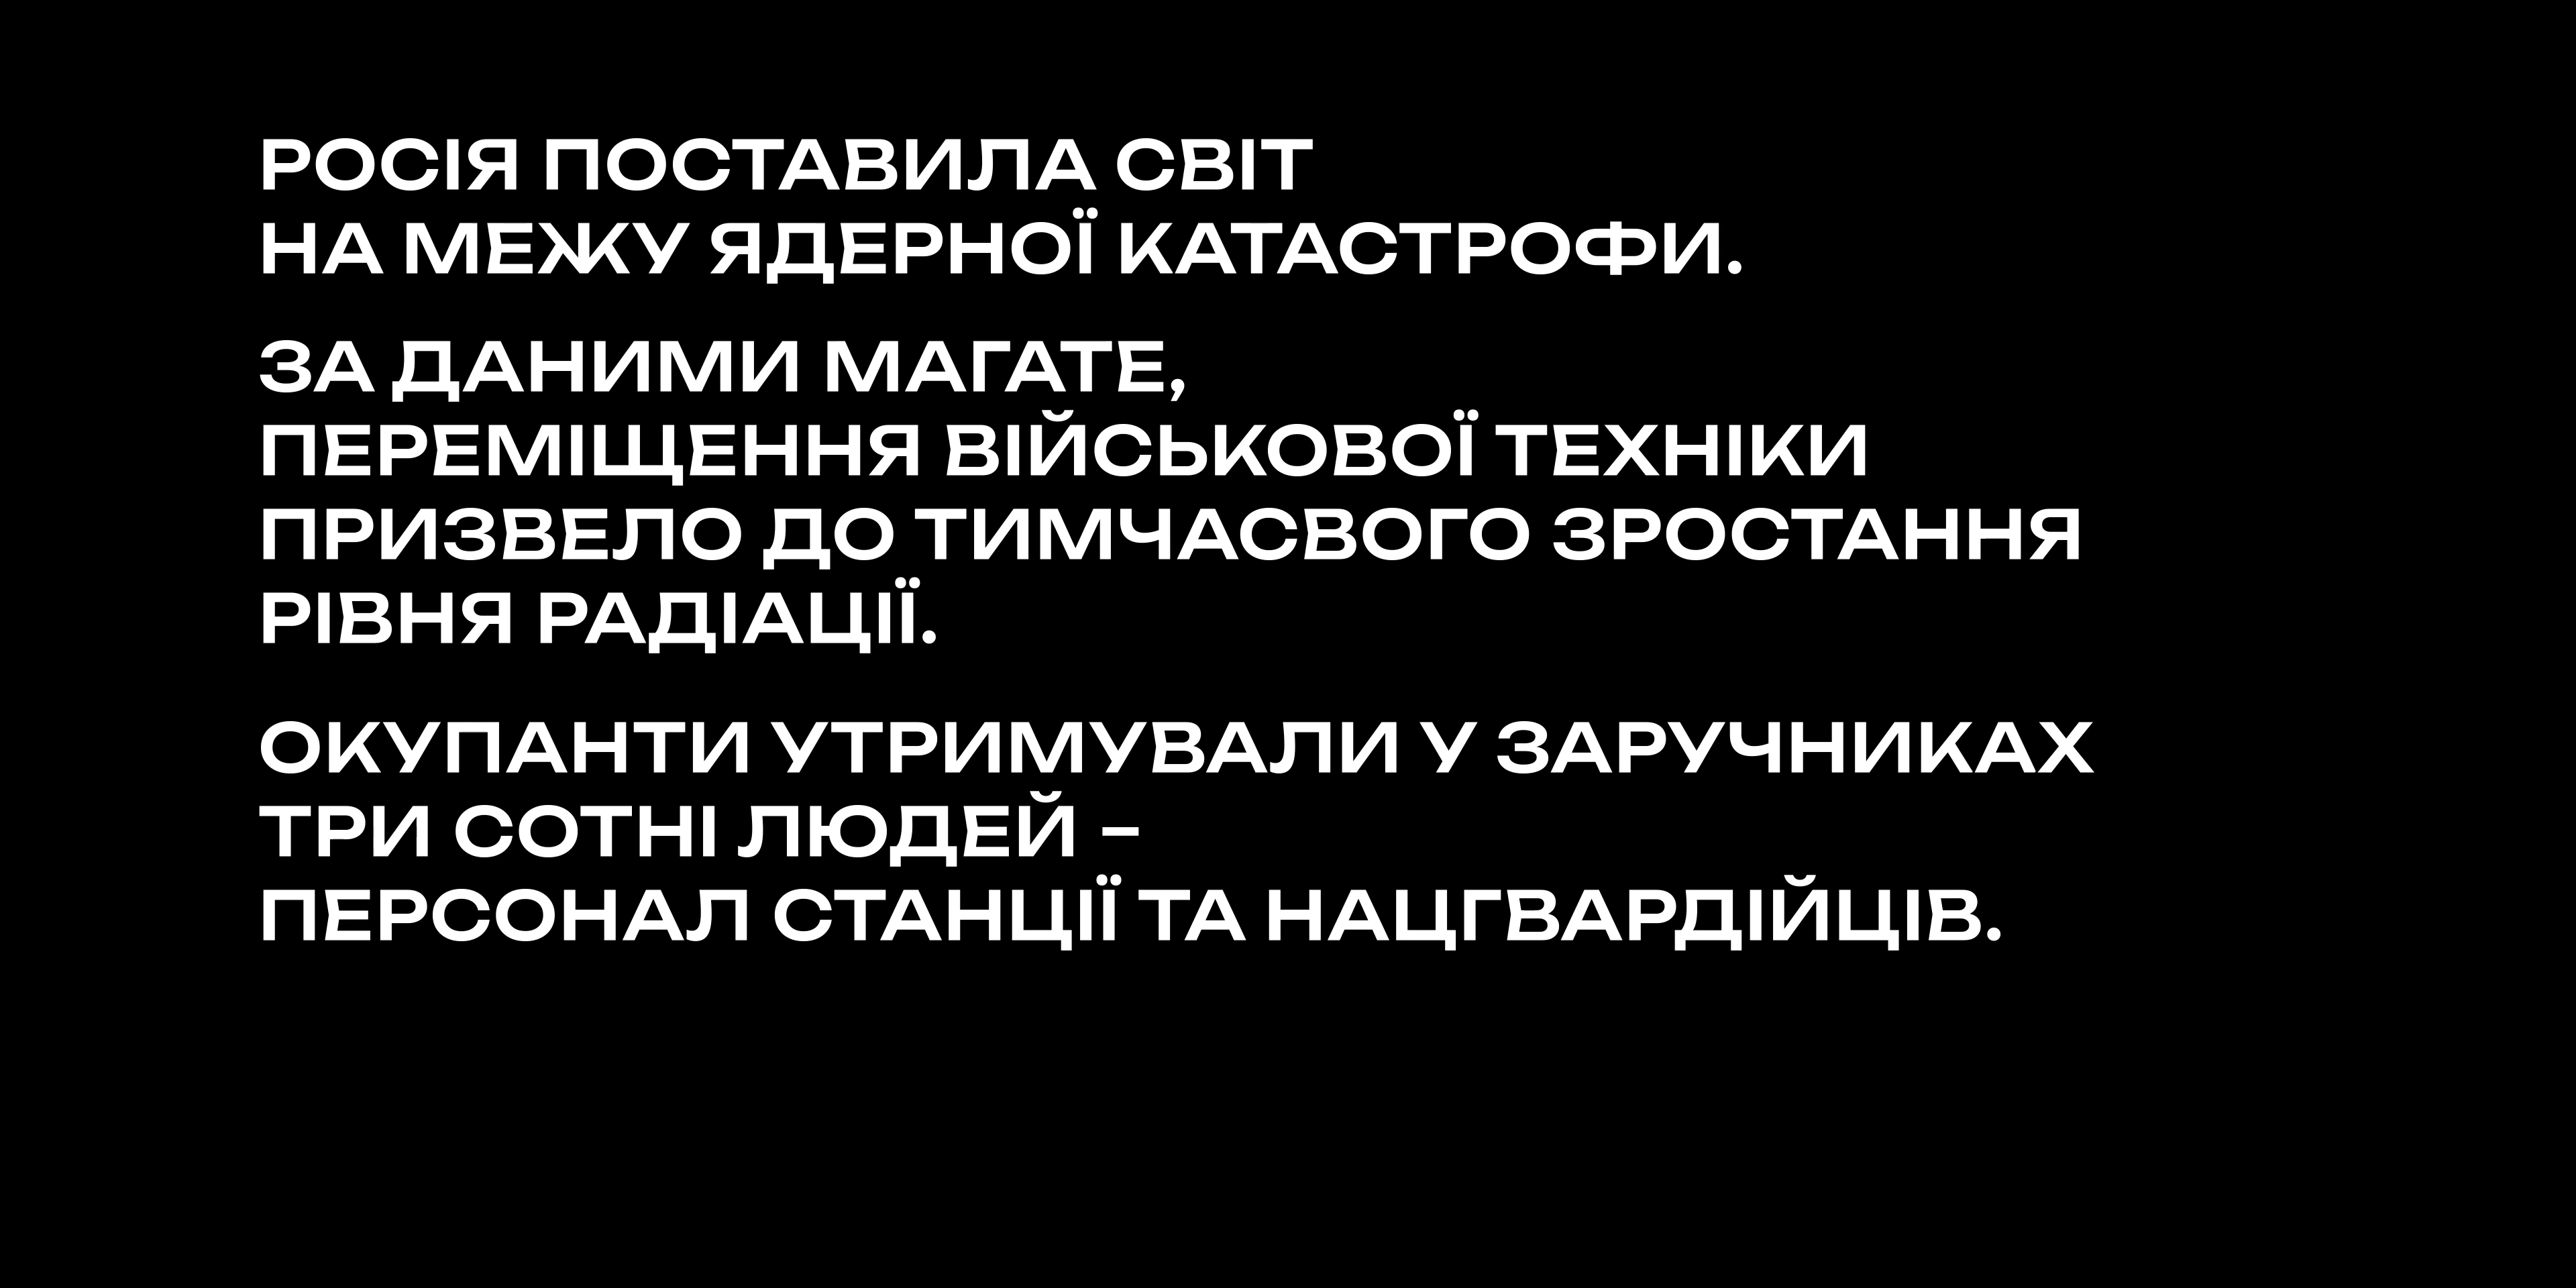 РОСІЯ ПОСТАВИЛА СВІТ
НА МЕЖУ ЯДЕРНОЇ КАТАСТРОФИ.
ЗА ДАНИМИ МАГАТЕ,
ПЕРЕМІЩЕННЯ ВІЙСЬКОВОЇ ТЕХНІКИ
ПРИЗВЕЛО ДО ТИМЧАСВОГО ЗРОСТАННЯ
РІВНЯ РАДІАЦІЇ.
ОКУПАНТИ УТРИМУВАЛИ У ЗАРУЧНИКАХ
ТРИ СОТНІ ЛЮДЕЙ –
ПЕРСОНАЛ СТАНЦІЇ ТА НАЦГВАРДІЙЦІВ.